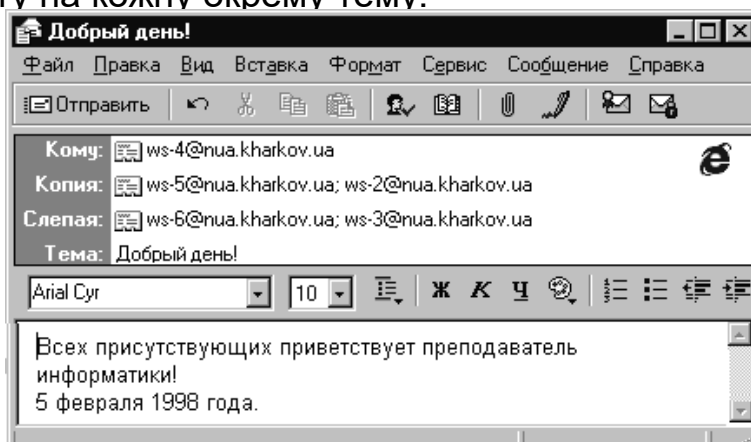 на кожну окрему тему.
Добрый день!
Файл Правка Вид Вставка Формат Сервис Сообщение Справка
Отправить
Кому: ws-4@nua.kharkov.ua
Копия: ws-5@nua.kharkov.ua; ws-2@nua.kharkov.ua
Слепая: ws-6@nua.kharkov.ua; ws-3@nua.kharkov.ua
Тема: Добрый день!
Arial Cyr 10 Ж К Ч
Всех присутствующих приветствует преподаватель
информатики!
5 февраля 1998 года.